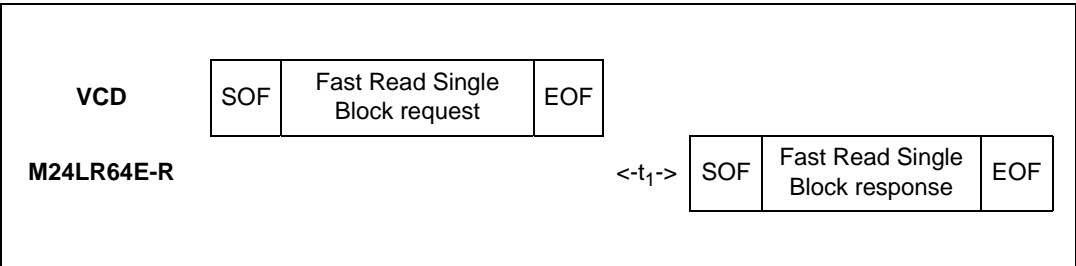 VCD SOF Fast Read Single EOF
Block request
M24LR64E-R <-t1-> SOF Fast Read Single EOF
Block response